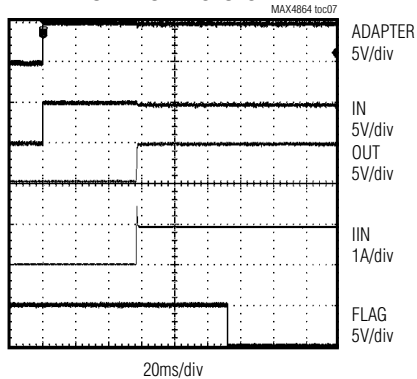 MAX4864 toc07
ADAPTER
5V/div
IN
5V/div
OUT
5V/div
IIN
1A/div
FLAG
5V/div
20ms/div